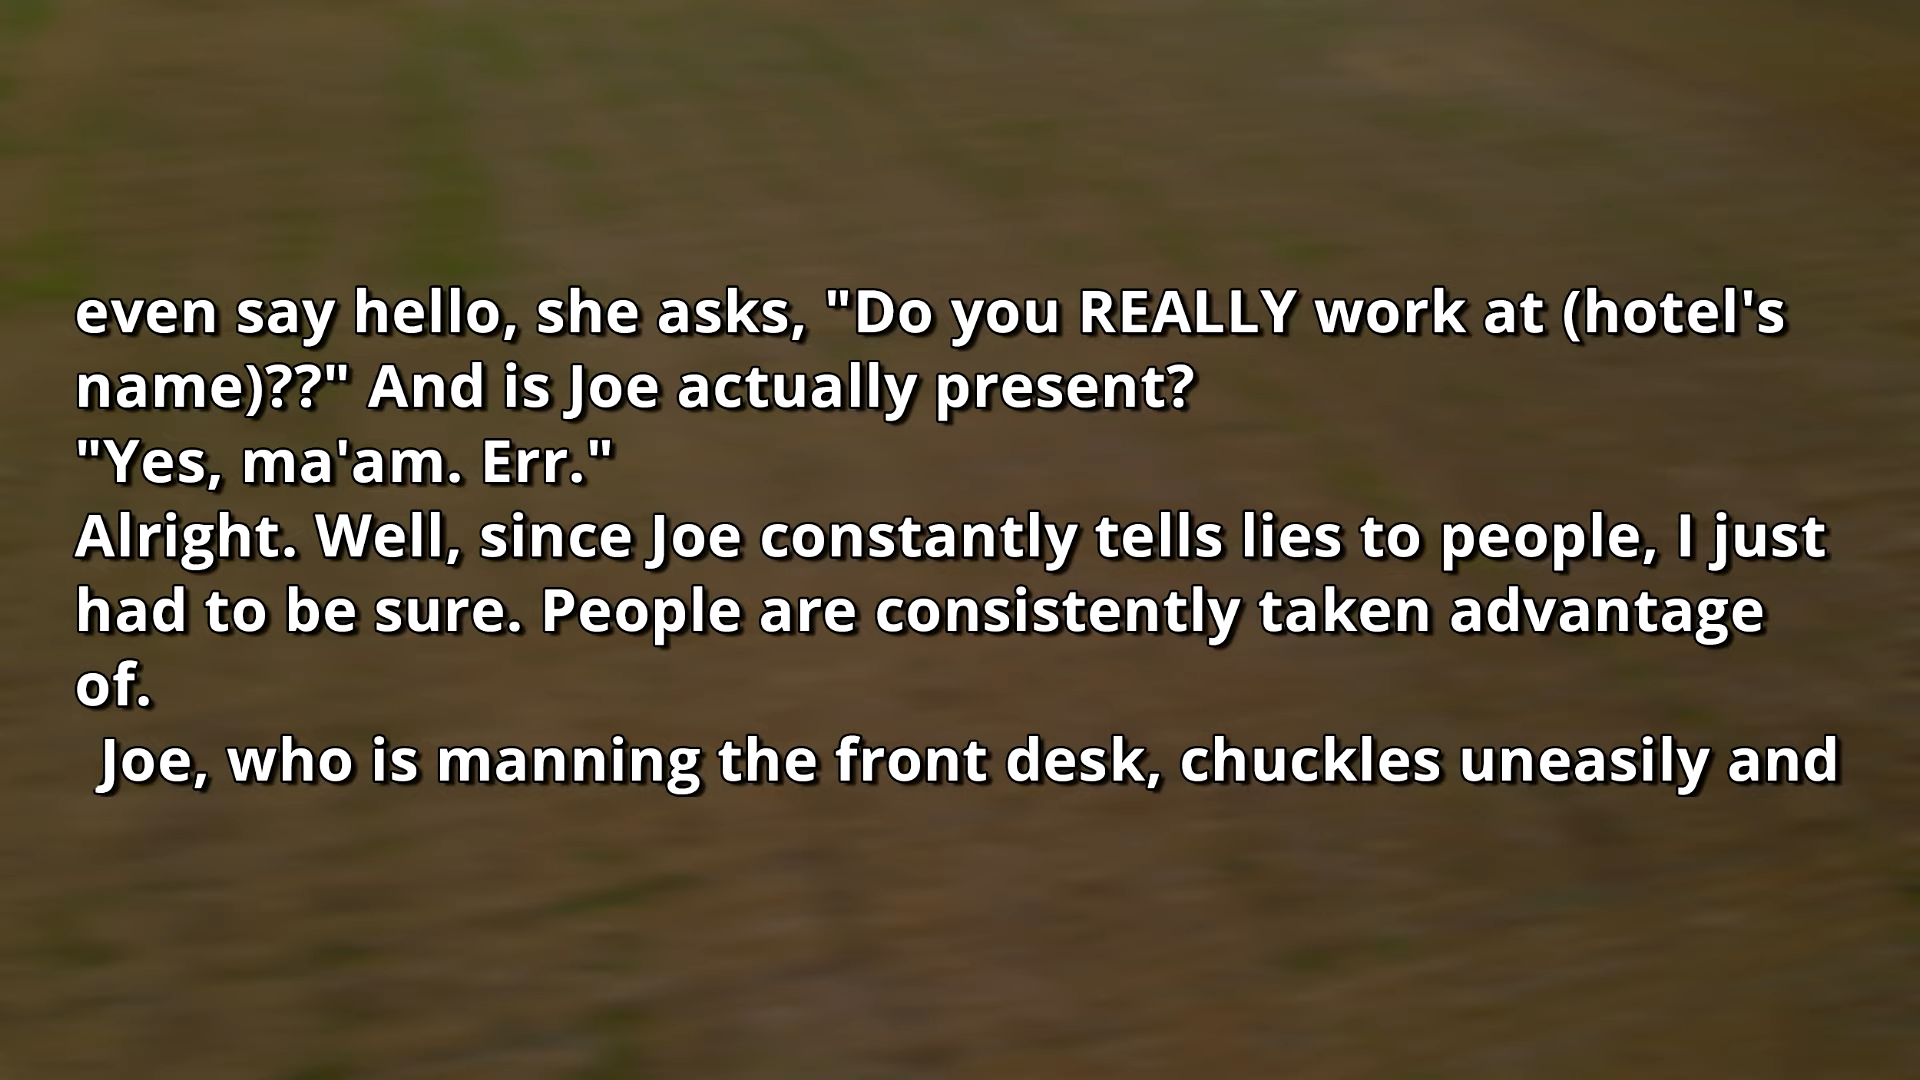 even say hello, she asks, "Do you REALLY work at (hotel's
name)??" And is Joe actually present?
"Yes, ma'am. Err."
Alright. Well, since Joe constantly tells lies to people, I just
had to be sure. People are consistently taken advantage
of.
Joe, who is manning the front desk, chuckles uneasily and